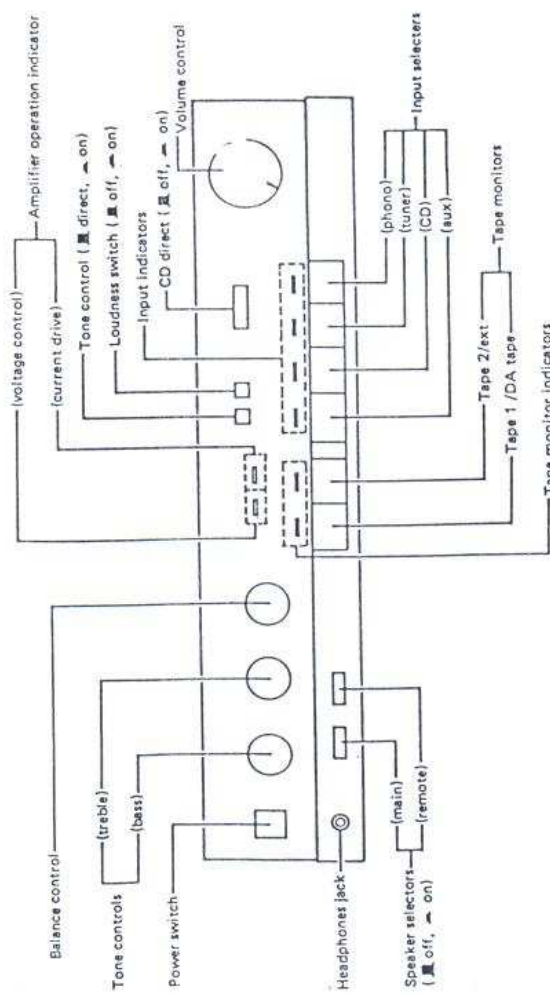 Balance control
Tone controls
(treble)
(bass)
Power switch
(voltage control)
(current drive)
Amplifier operation indicator
Tone control ( direct, on)
Loudness switch ( off, on)
Input indicators
CD direct ( off, on)
Volume control
Headphones jack
Speaker selectors
( off, on)
(main)
(remote)
(phono)
(tuner)
(CD)
(aux)
Input selecters
Tape 2/ext
Tape 1 /DA tape
Tape monitors
Tape monitor indicators